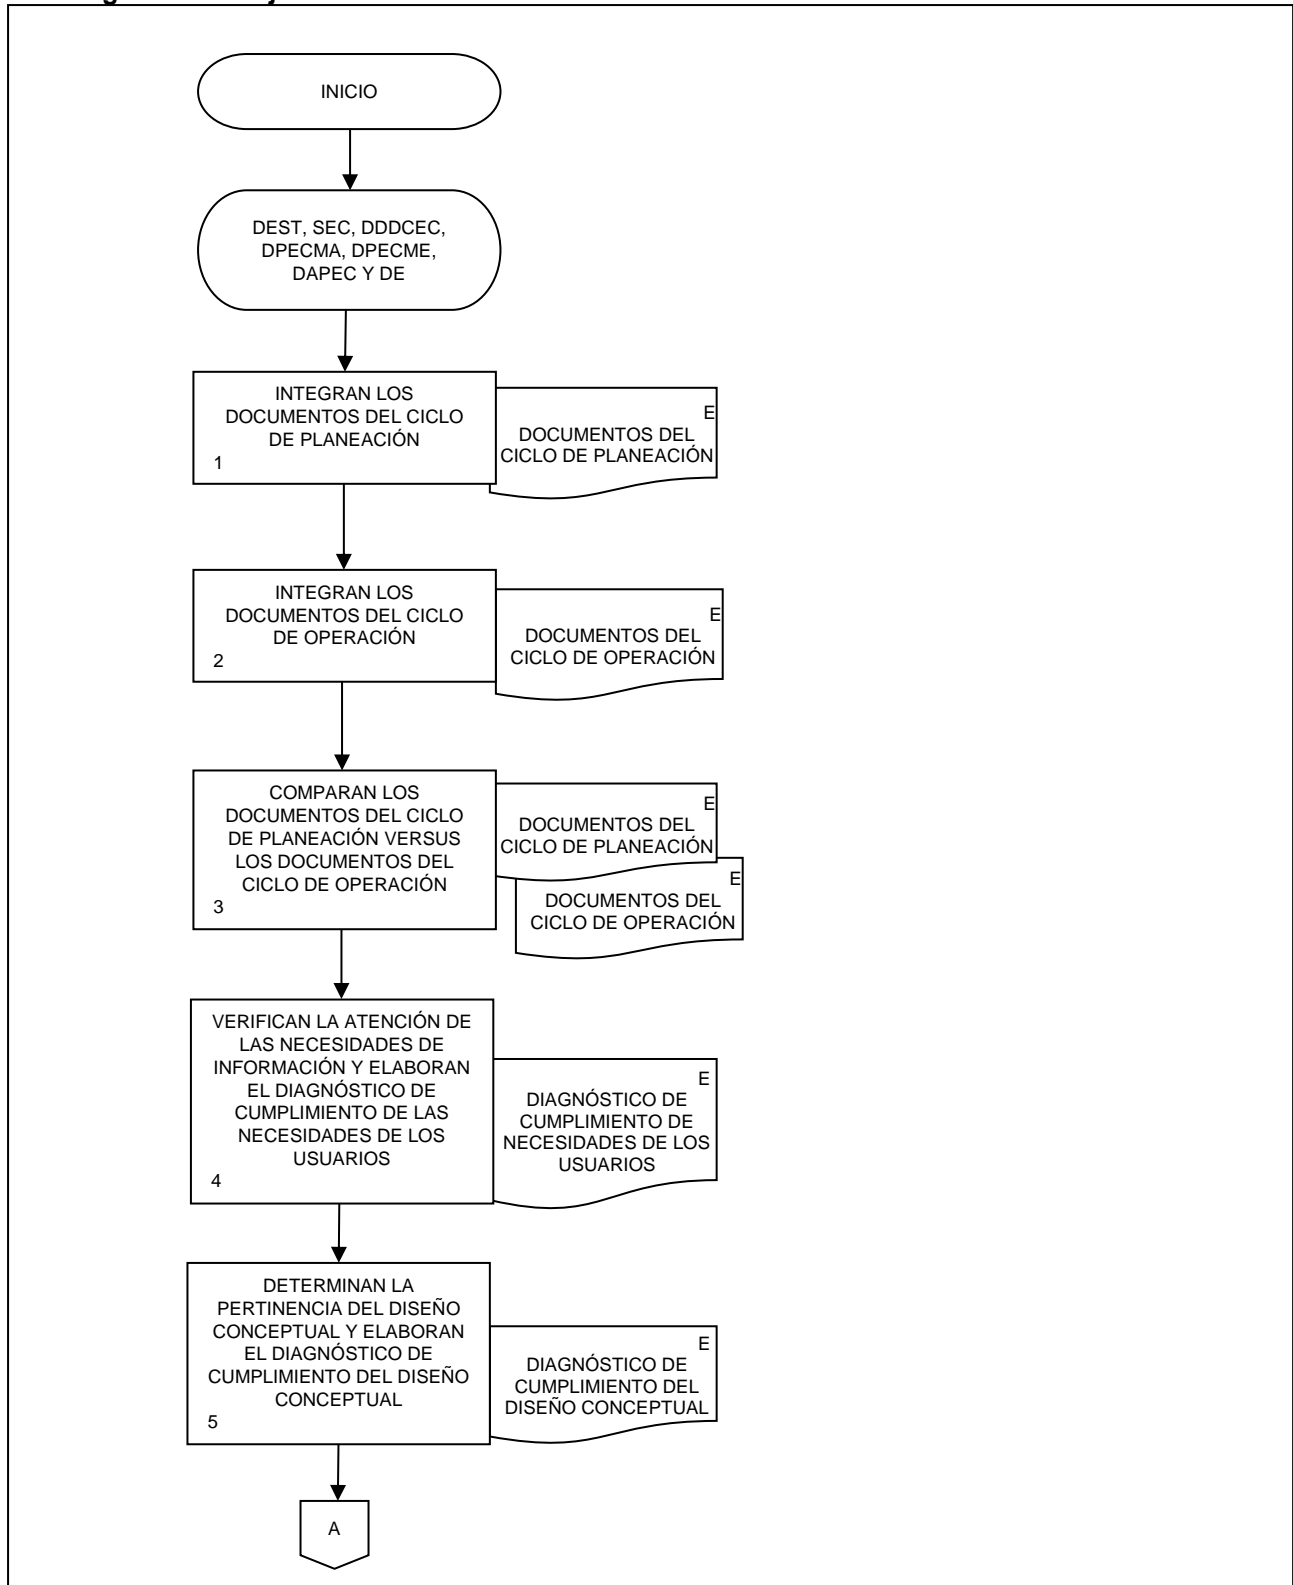 INICIO
DEST, SEC, DDDCEC,
DPECMA, DPECME,
DAPEC Y DE
INTEGRAN LOS
DOCUMENTOS DEL CICLO
DE PLANEACIÓN
1
E
DOCUMENTOS DEL
CICLO DE PLANEACIÓN
INTEGRAN LOS
DOCUMENTOS DEL CICLO
DE OPERACIÓN
2
E
DOCUMENTOS DEL
CICLO DE OPERACIÓN
COMPARAN LOS
DOCUMENTOS DEL CICLO
DE PLANEACIÓN VERSUS
LOS DOCUMENTOS DEL
CICLO DE OPERACIÓN
3
E
DOCUMENTOS DEL
CICLO DE PLANEACIÓN
E
DOCUMENTOS DEL
CICLO DE OPERACIÓN
VERIFICAN LA ATENCIÓN DE
LAS NECESIDADES DE
INFORMACIÓN Y ELABORAN
EL DIAGNÓSTICO DE
CUMPLIMIENTO DE LAS
NECESIDADES DE LOS
USUARIOS
4
E
DIAGNÓSTICO DE
CUMPLIMIENTO DE
NECESIDADES DE LOS
USUARIOS
DETERMINAN LA
PERTINENCIA DEL DISEÑO
CONCEPTUAL Y ELABORAN
EL DIAGNÓSTICO DE
CUMPLIMIENTO DEL DISEÑO
CONCEPTUAL
5
E
DIAGNÓSTICO DE
CUMPLIMIENTO DEL
DISEÑO CONCEPTUAL
A